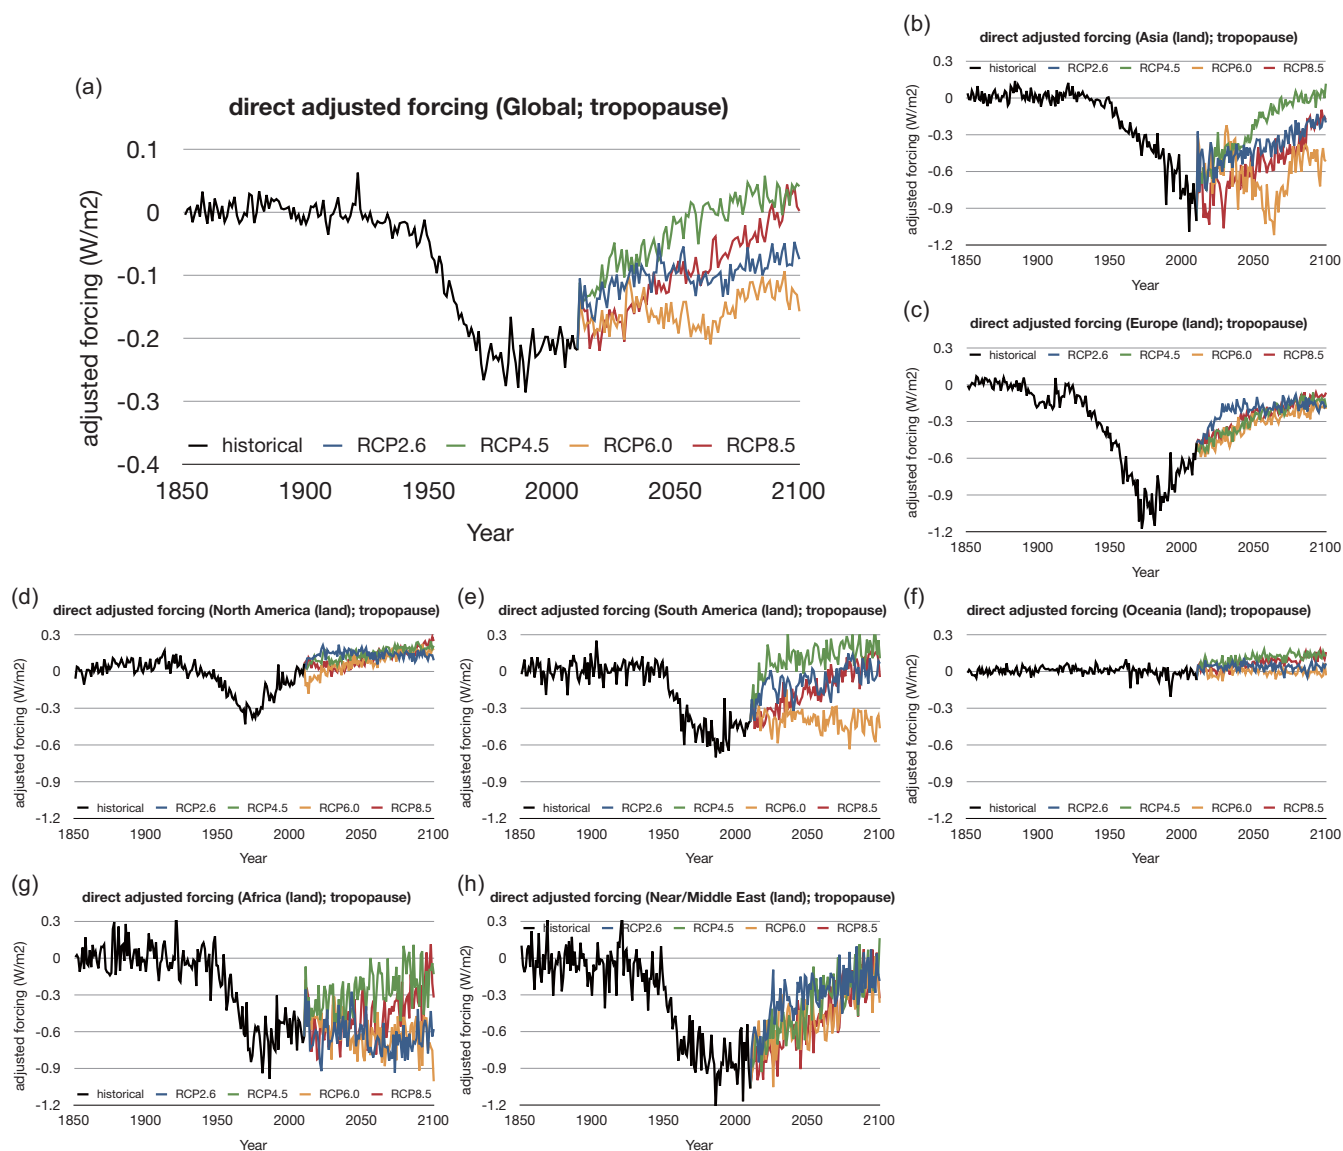 (a)
direct adjusted forcing (Global; tropopause)
adjusted forcing (W/m2)
0.1
0
-0.1
-0.2
-0.3
-0.4
historical RCP2.6 RCP4.5 RCP6.0 RCP8.5
1850 1900 1950 2000 2050 2100
Year
(b)
direct adjusted forcing (Asia (land); tropopause)
adjusted forcing (W/m2)
0.3
historical RCP2.6 RCP4.5 RCP6.0 RCP8.5
0
-0.3
-0.6
-0.9
-1.2
1850 1900 1950 2000 2050 2100
Year
(c)
direct adjusted forcing (Europe (land); tropopause)
adjusted forcing (W/m2)
0.3
historical RCP2.6 RCP4.5 RCP6.0 RCP8.5
0
-0.3
-0.6
-0.9
-1.2
1850 1900 1950 2000 2050 2100
Year
(d)
direct adjusted forcing (North America (land); tropopause)
adjusted forcing (W/m2)
0.3
0
-0.3
-0.6
-0.9
-1.2
historical RCP2.6 RCP4.5 RCP6.0 RCP8.5
1850 1900 1950 2000 2050 2100
Year
(e)
direct adjusted forcing (South America (land); tropopause)
adjusted forcing (W/m2)
0.3
0
-0.3
-0.6
-0.9
-1.2
historical RCP2.6 RCP4.5 RCP6.0 RCP8.5
1850 1900 1950 2000 2050 2100
Year
(f)
direct adjusted forcing (Oceania (land); tropopause)
adjusted forcing (W/m2)
0.3
0
-0.3
-0.6
-0.9
-1.2
historical RCP2.6 RCP4.5 RCP6.0 RCP8.5
1850 1900 1950 2000 2050 2100
Year
(g)
direct adjusted forcing (Africa (land); tropopause)
adjusted forcing (W/m2)
0.3
0
-0.3
-0.6
-0.9
-1.2
historical RCP2.6 RCP4.5 RCP6.0 RCP8.5
1850 1900 1950 2000 2050 2100
Year
(h)
direct adjusted forcing (Near/Middle East (land); tropopause)
adjusted forcing (W/m2)
0.3
historical RCP2.6 RCP4.5 RCP6.0 RCP8.5
0
-0.3
-0.6
-0.9
-1.2
1850 1900 1950 2000 2050 2100
Year